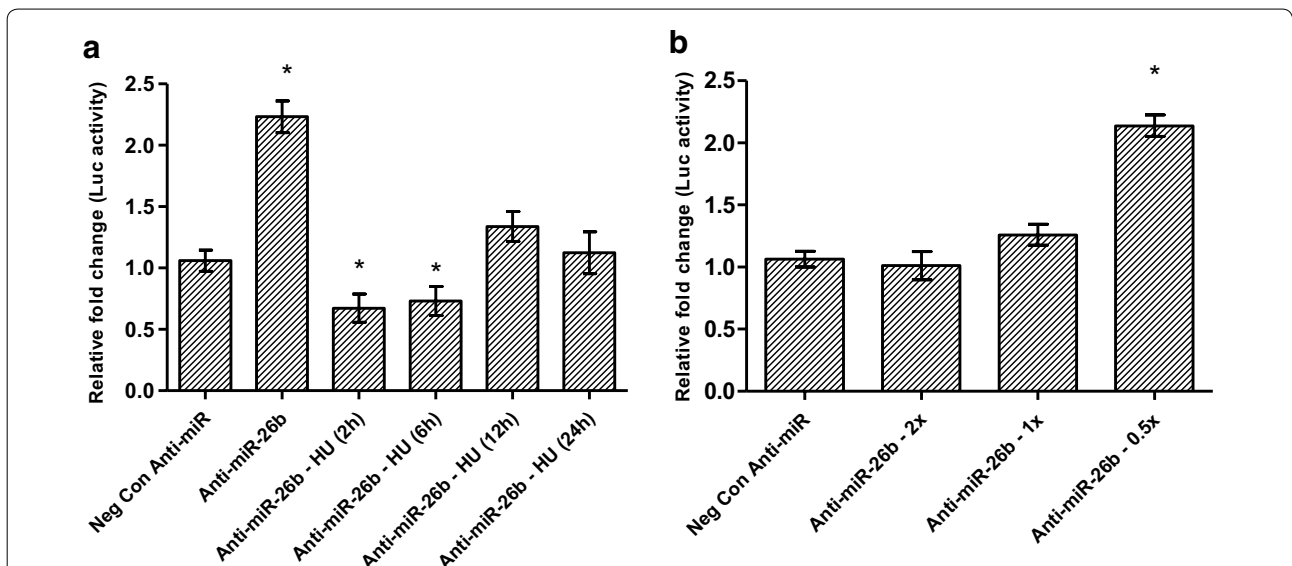 a
Relative fold change (Luc activity)
2.5
2.0
1.5
1.0
0.5
0.0
*
*
*
Neg Con Anti-miR
Anti-miR-26b
Anti-miR-26b - HU (2h)
Anti-miR-26b - HU (6h)
Anti-miR-26b - HU (12h)
Anti-miR-26b - HU (24h)
b
Relative fold change (Luc activity)
2.5
2.0
1.5
1.0
0.5
0.0
*
Neg Con Anti-miR
Anti-miR-26b - 2x
Anti-miR-26b - 1x
Anti-miR-26b - 0.5x